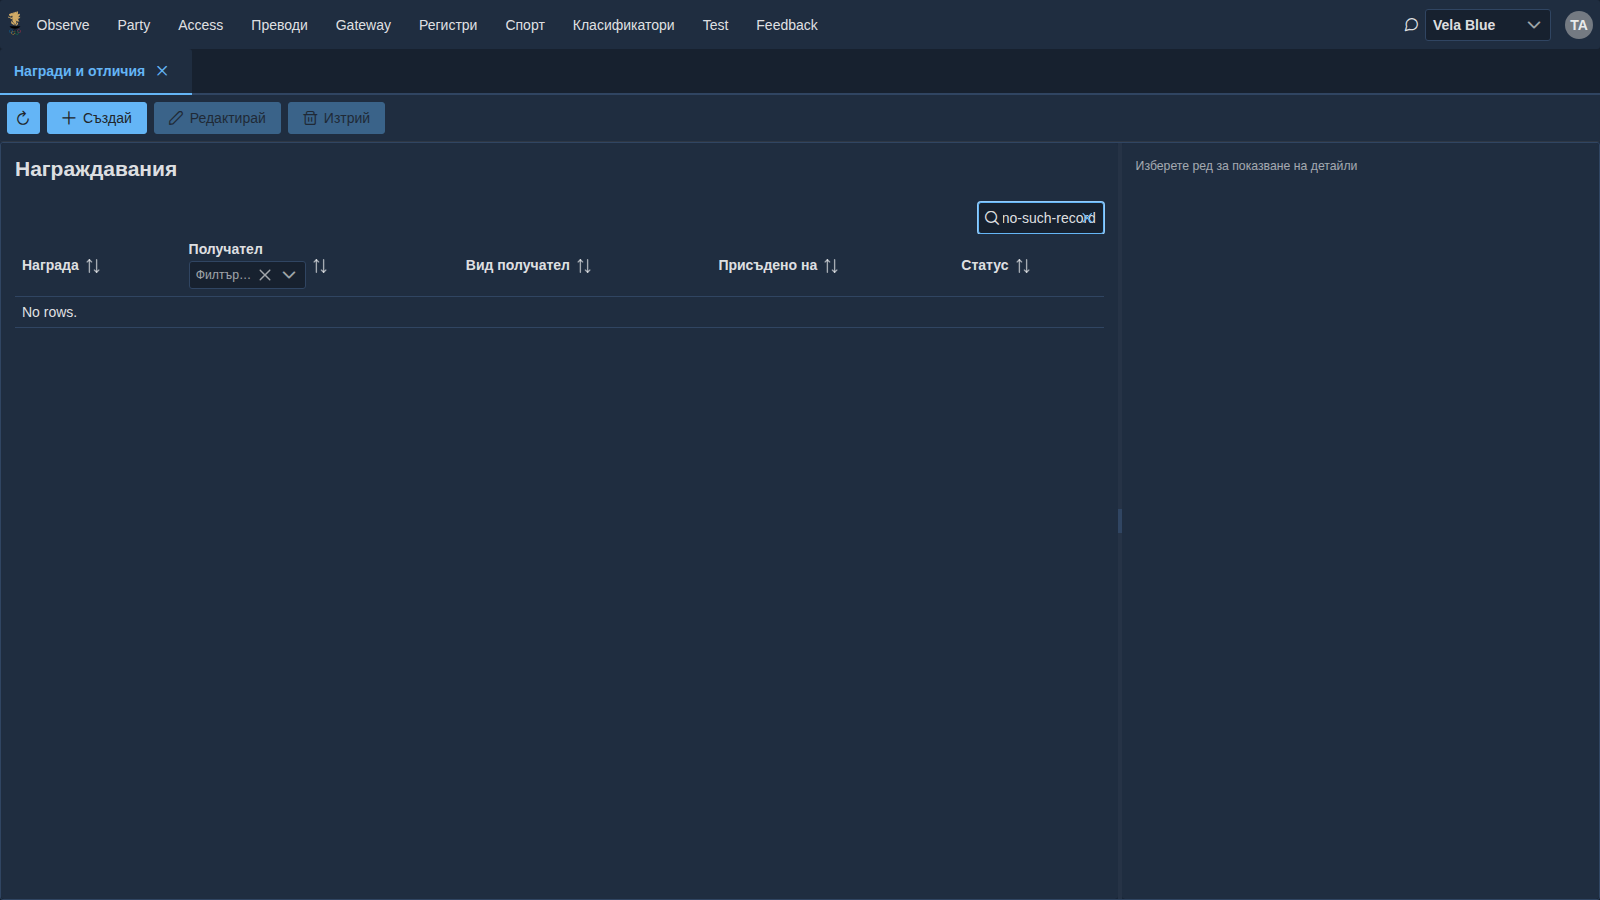 Observe Party Access Преводи Gateway Регистри Спорт Класификатори Test Feedback Vela Blue TA
Награди и отличия
Създай Редактирай Изтрий
Награждавания
Изберете ред за показване на детайли
no-such-record
Награда Получател Вид получател Присъдено на Статус
Филтър...
No rows.